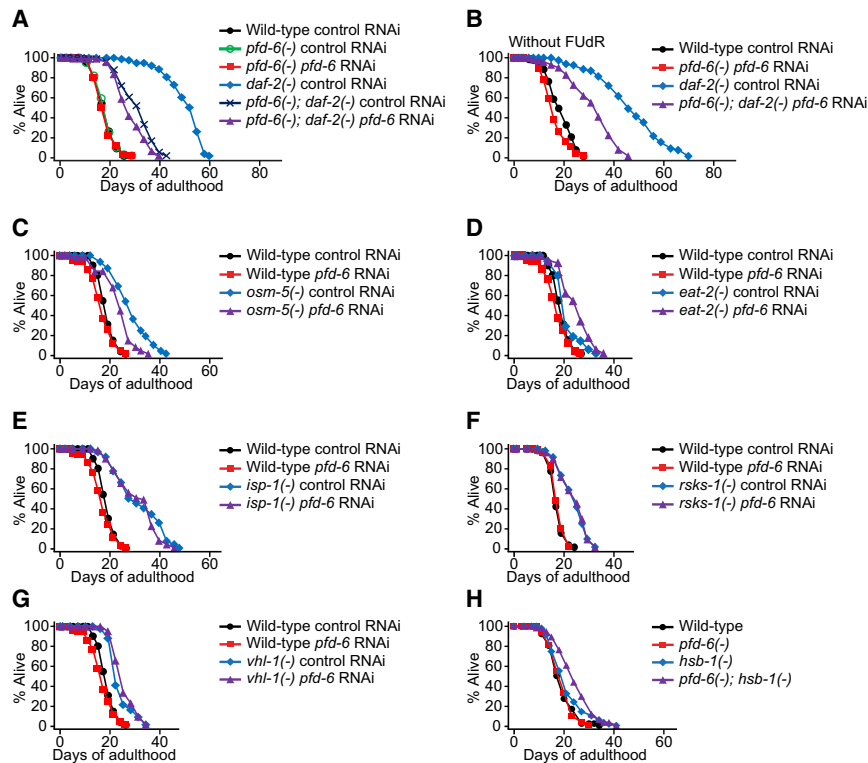 A
Wild-type control RNAi
pfd-6(-) control RNAi
pfd-6(-) pfd-6 RNAi
daf-2(-) control RNAi
pfd-6(-); daf-2(-) control RNAi
pfd-6(-); daf-2(-) pfd-6 RNAi
% Alive
100
80
60
40
20
0
0 20 40 60 80
Days of adulthood
B
Without FUdR
Wild-type control RNAi
pfd-6(-) pfd-6 RNAi
daf-2(-) control RNAi
pfd-6(-); daf-2(-) pfd-6 RNAi
% Alive
100
80
60
40
20
0
0 20 40 60 80
Days of adulthood
C
Wild-type control RNAi
Wild-type pfd-6 RNAi
osm-5(-) control RNAi
osm-5(-) pfd-6 RNAi
% Alive
100
80
60
40
20
0
0 20 40 60
Days of adulthood
D
Wild-type control RNAi
Wild-type pfd-6 RNAi
eat-2(-) control RNAi
eat-2(-) pfd-6 RNAi
% Alive
100
80
60
40
20
0
0 20 40
Days of adulthood
E
Wild-type control RNAi
Wild-type pfd-6 RNAi
isp-1(-) control RNAi
isp-1(-) pfd-6 RNAi
% Alive
100
80
60
40
20
0
0 20 40 60
Days of adulthood
F
Wild-type control RNAi
Wild-type pfd-6 RNAi
rsks-1(-) control RNAi
rsks-1(-) pfd-6 RNAi
% Alive
100
80
60
40
20
0
0 20 40
Days of adulthood
G
Wild-type control RNAi
Wild-type pfd-6 RNAi
vhl-1(-) control RNAi
vhl-1(-) pfd-6 RNAi
% Alive
100
80
60
40
20
0
0 20 40
Days of adulthood
H
Wild-type
pfd-6(-)
hsb-1(-)
pfd-6(-); hsb-1(-)
% Alive
100
80
60
40
20
0
0 20 40 60
Days of adulthood